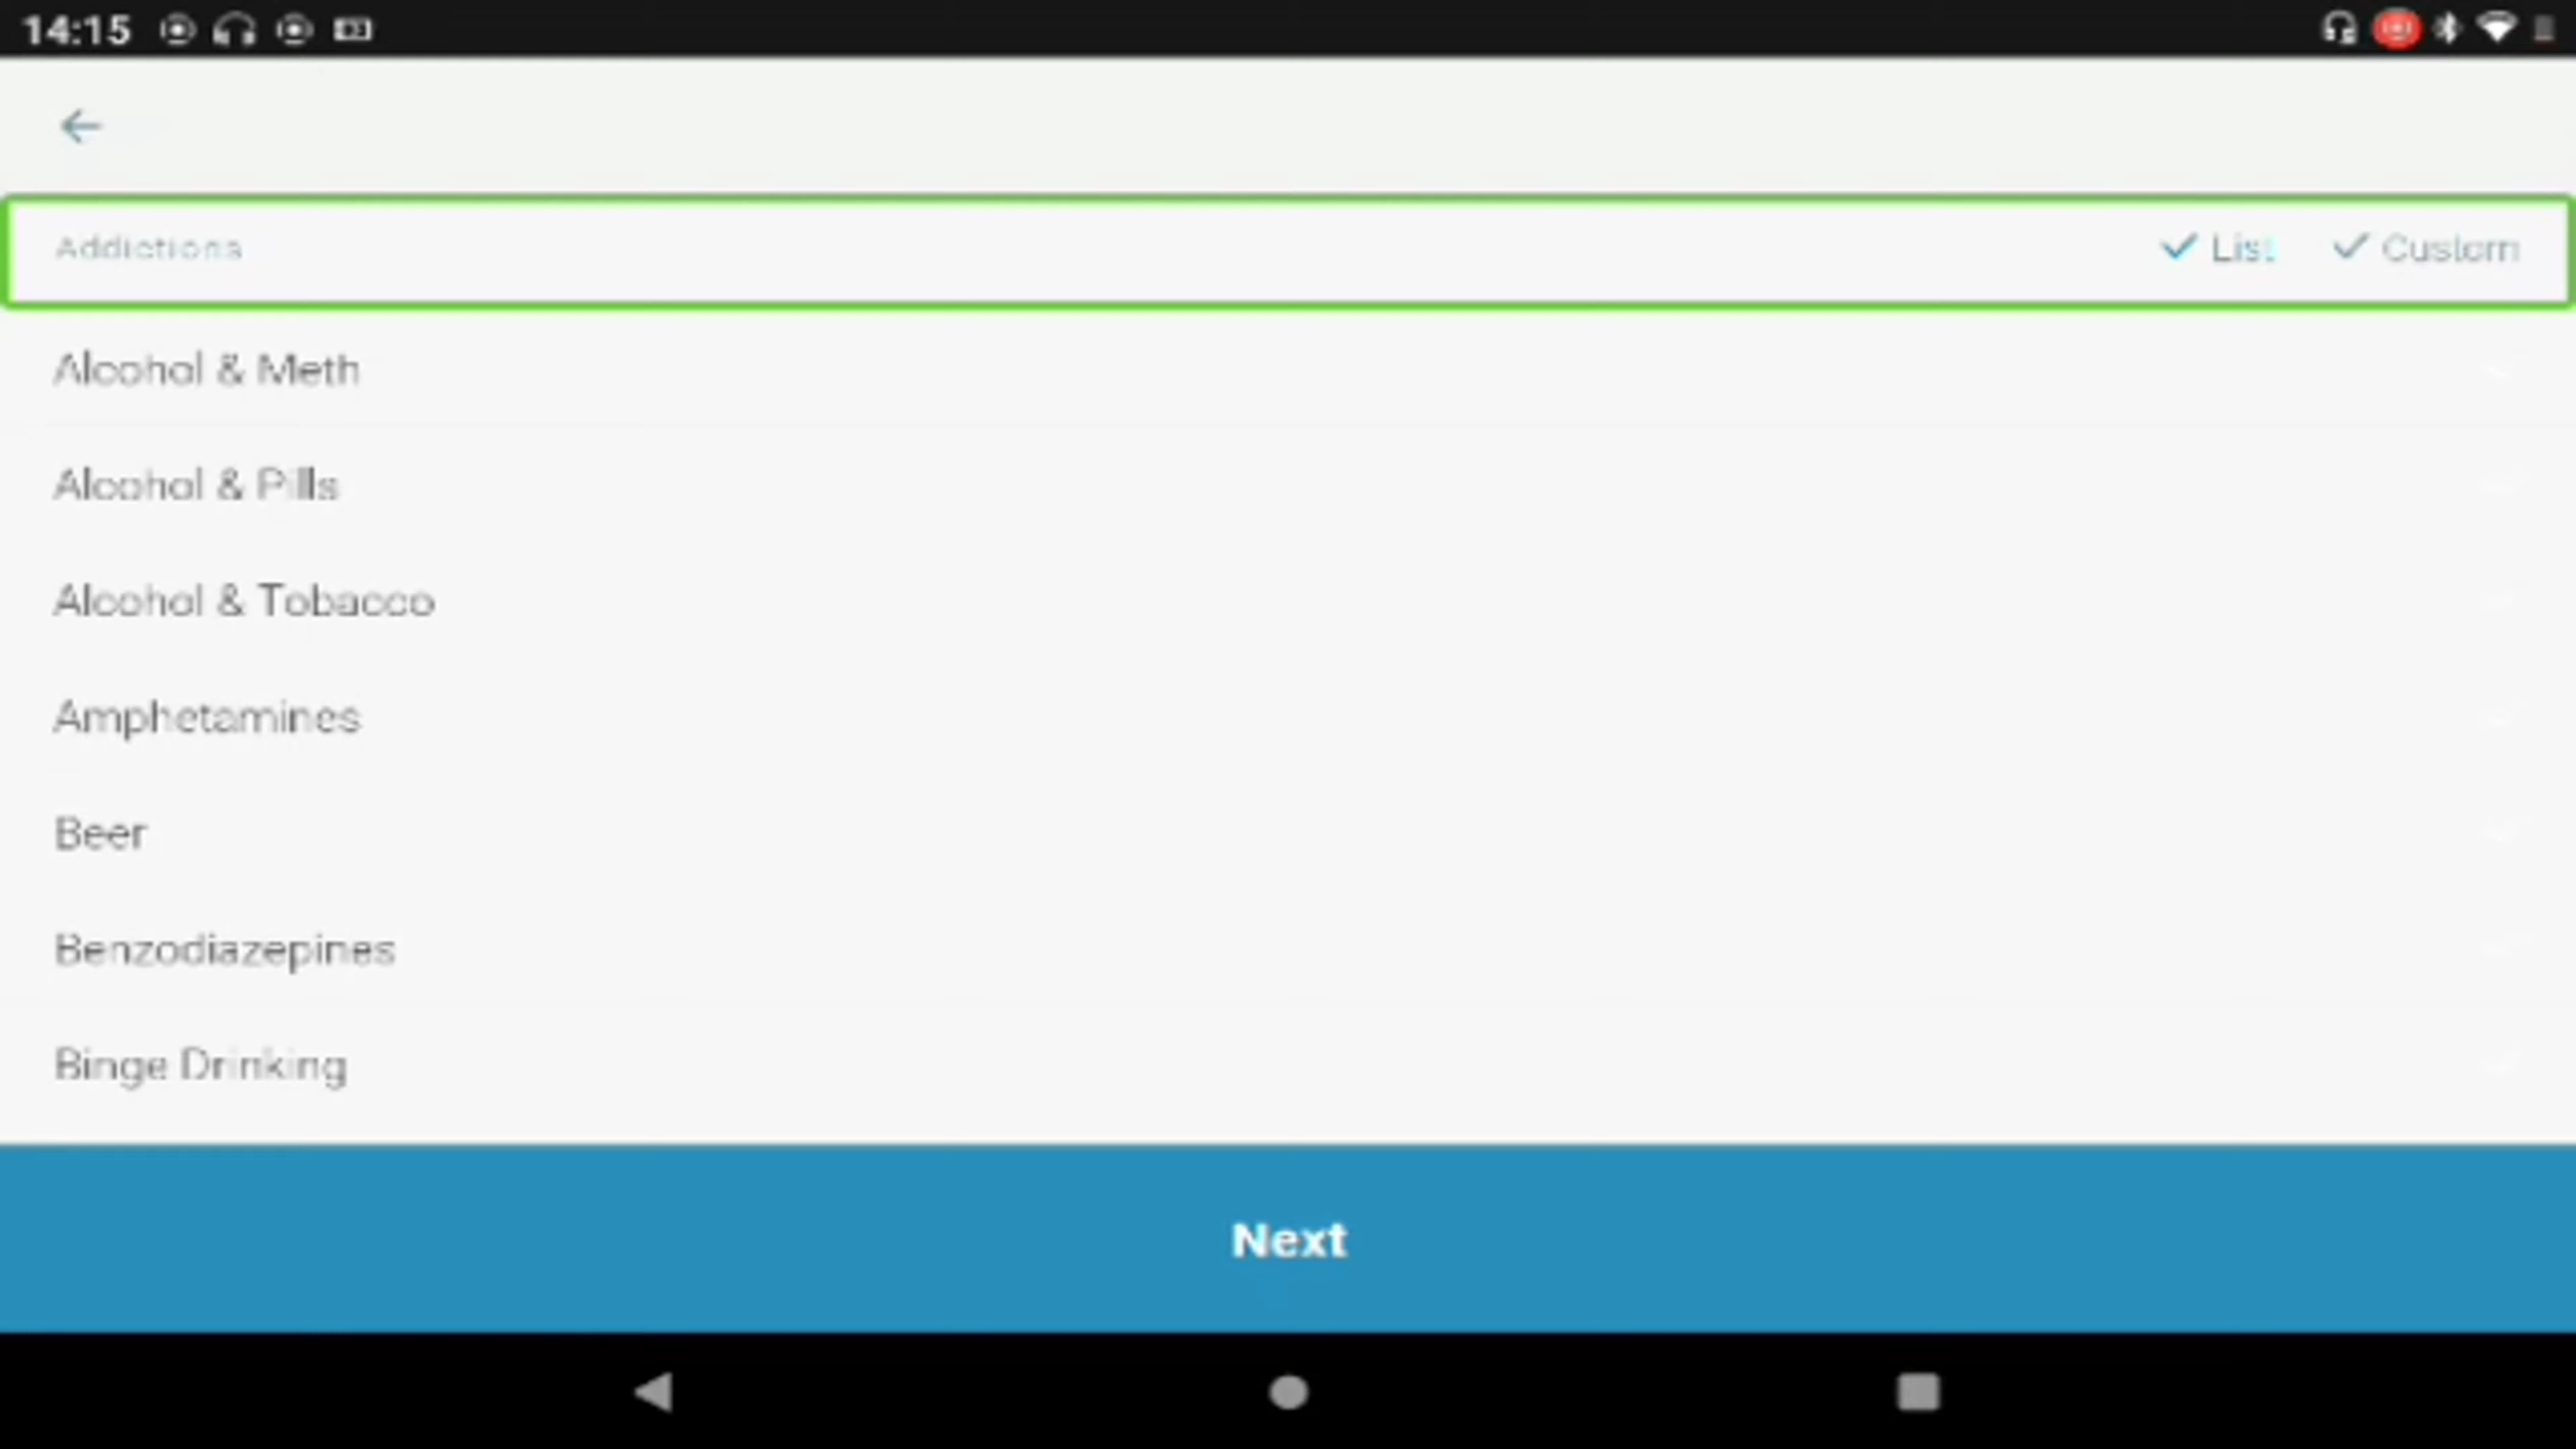 14:15
Addictions List Custom
Alcohol & Meth
Alcohol & Pills
Alcohol & Tobacco
Amphetamines
Beer
Benzodiazepines
Binge Drinking
Next